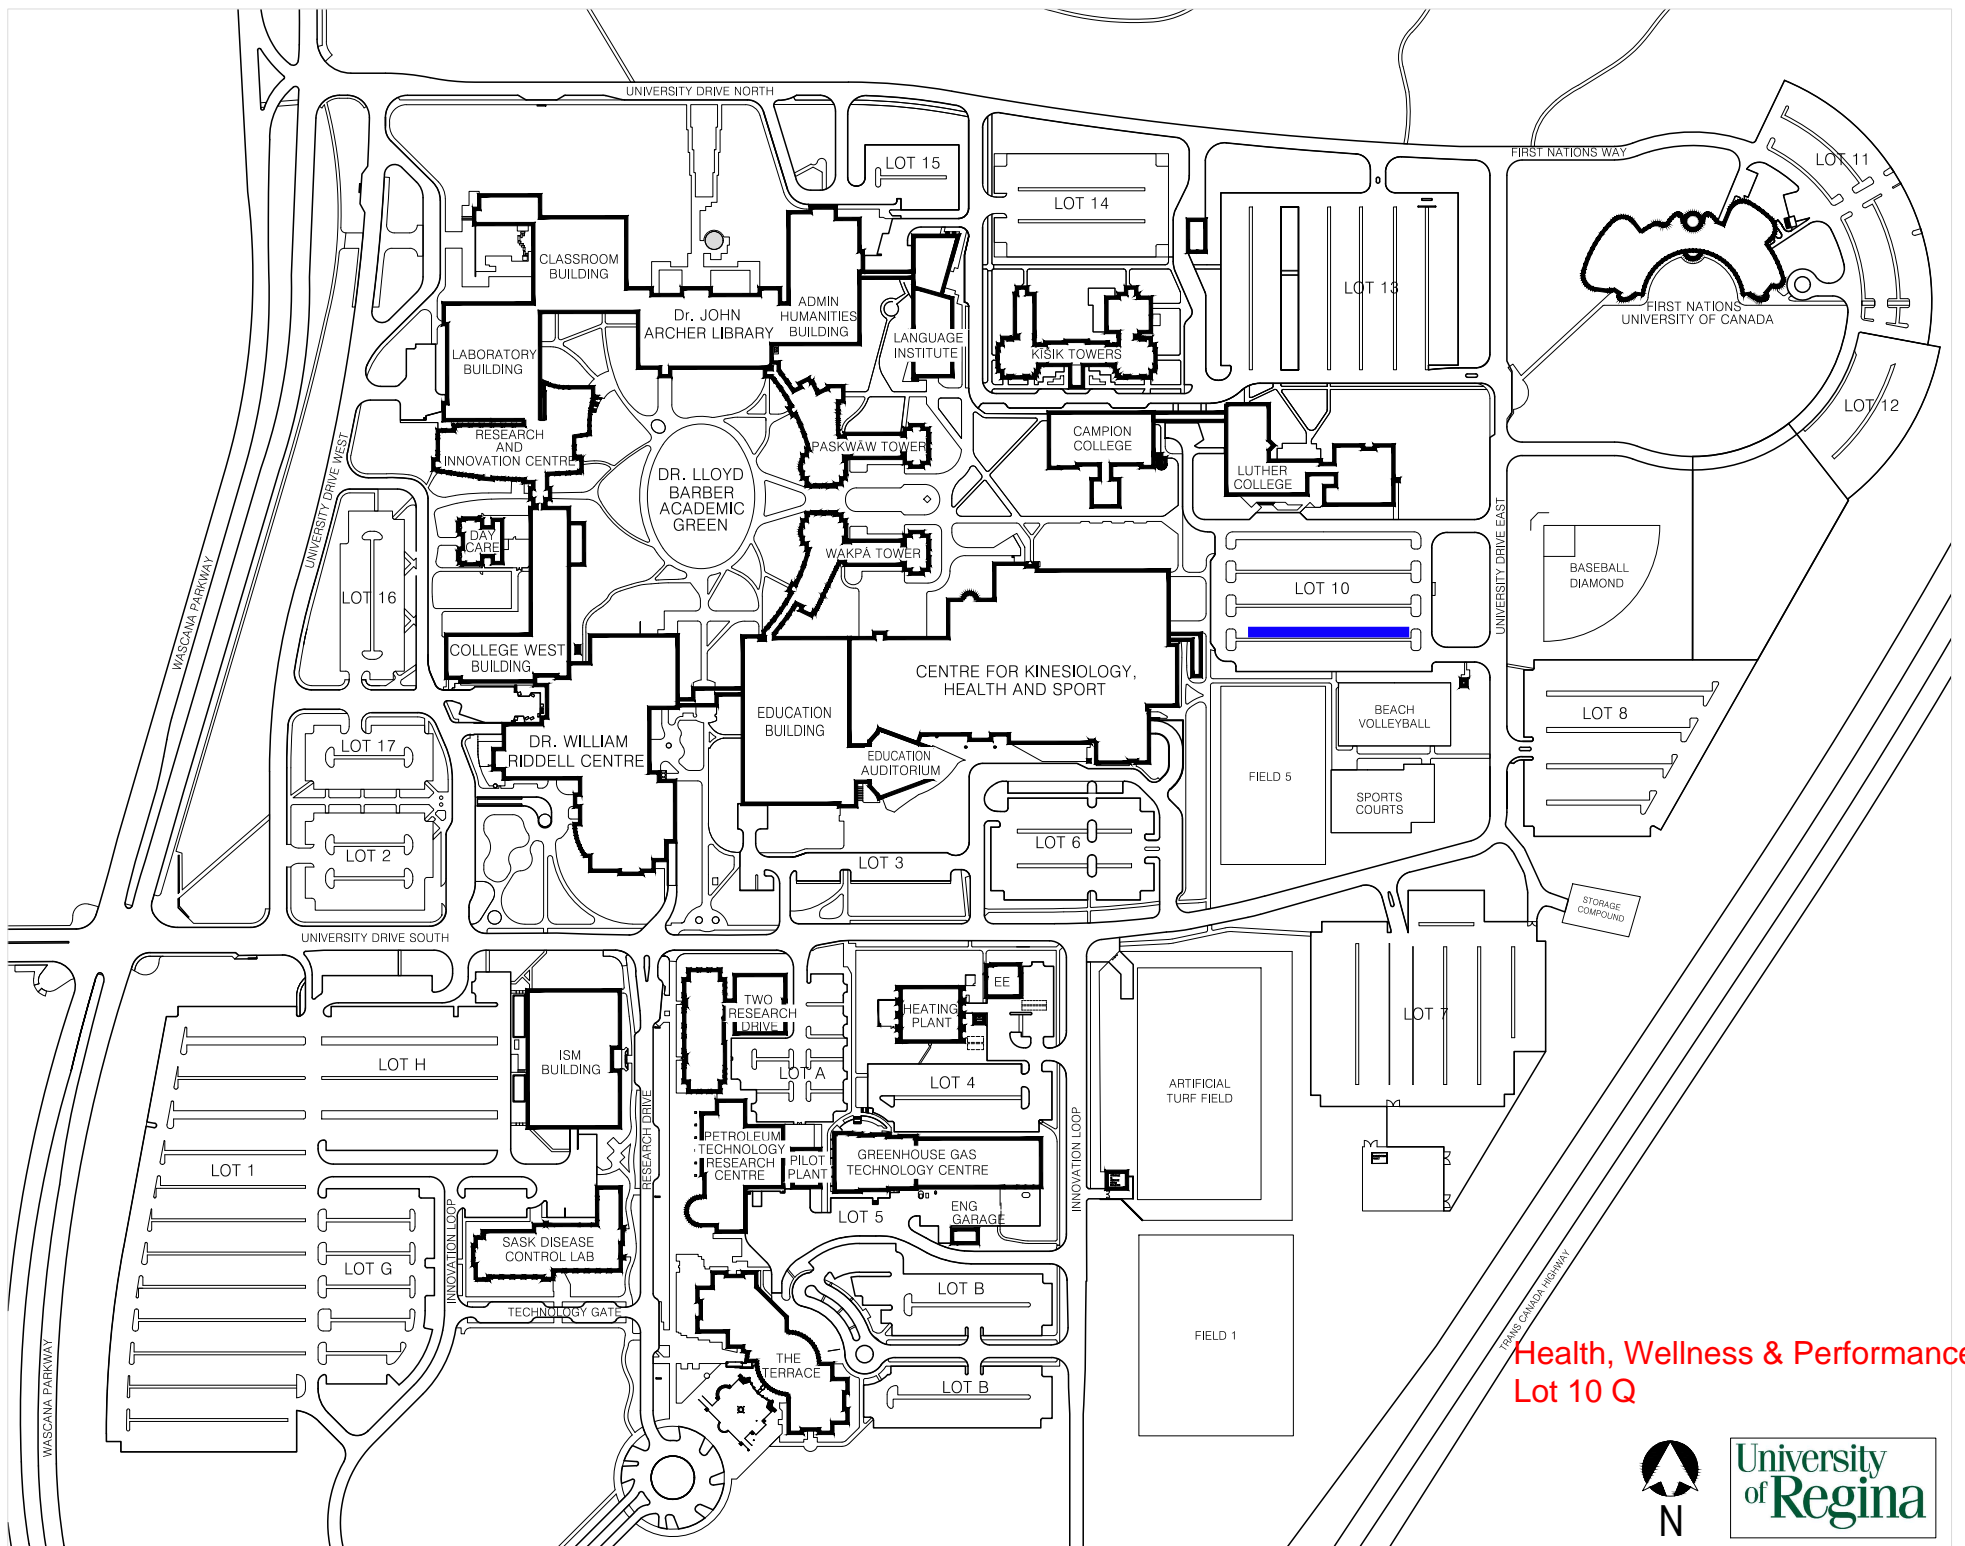 UNIVERSITY DRIVE NORTH
FIRST NATIONS WAY
LOT 11
LOT 15
LOT 14
CLASSROOM
BUILDING
LOT 13
ADMIN
HUMANITIES
BUILDING
Dr. JOHN
ARCHER LIBRARY
FIRST NATIONS
UNIVERSITY OF CANADA
LANGUAGE
INSTITUTE
KISIK TOWERS
LABORATORY
BUILDING
LOT 12
RESEARCH
AND
INNOVATION CENTRE
PASKWĀW TOWER
CAMPION
COLLEGE
LUTHER
COLLEGE
UNIVERSITY DRIVE WEST
DR. LLOYD
BARBER
ACADEMIC
GREEN
DAY
CARE
WAKPĀ TOWER
UNIVERSITY DRIVE EAST
BASEBALL
DIAMOND
WASCANA PARKWAY
LOT 16
LOT 10
COLLEGE WEST
BUILDING
CENTRE FOR KINESIOLOGY,
HEALTH AND SPORT
EDUCATION
BUILDING
BEACH
VOLLEYBALL
LOT 8
LOT 17
DR. WILLIAM
RIDDELL CENTRE
EDUCATION
AUDITORIUM
FIELD 5
SPORTS
COURTS
LOT 2
LOT 3
LOT 6
STORAGE
COMPOUND
UNIVERSITY DRIVE SOUTH
TWO
RESEARCH
DRIVE
HEATING
PLANT
EE
LOT 7
LOT H
ISM
BUILDING
LOT A
LOT 4
ARTIFICIAL
TURF FIELD
RESEARCH DRIVE
INNOVATION LOOP
PETROLEUM
TECHNOLOGY
RESEARCH
CENTRE
PILOT
PLANT
GREENHOUSE GAS
TECHNOLOGY CENTRE
LOT 1
LOT 5
ENG
GARAGE
INNOVATION LOOP
SASK DISEASE
CONTROL LAB
LOT G
LOT B
TECHNOLOGY GATE
TRANS CANADA HIGHWAY
FIELD 1
THE
TERRACE
LOT B
WASCANA PARKWAY
Health, Wellness & Performance
Lot 10 Q
N
University
of Regina